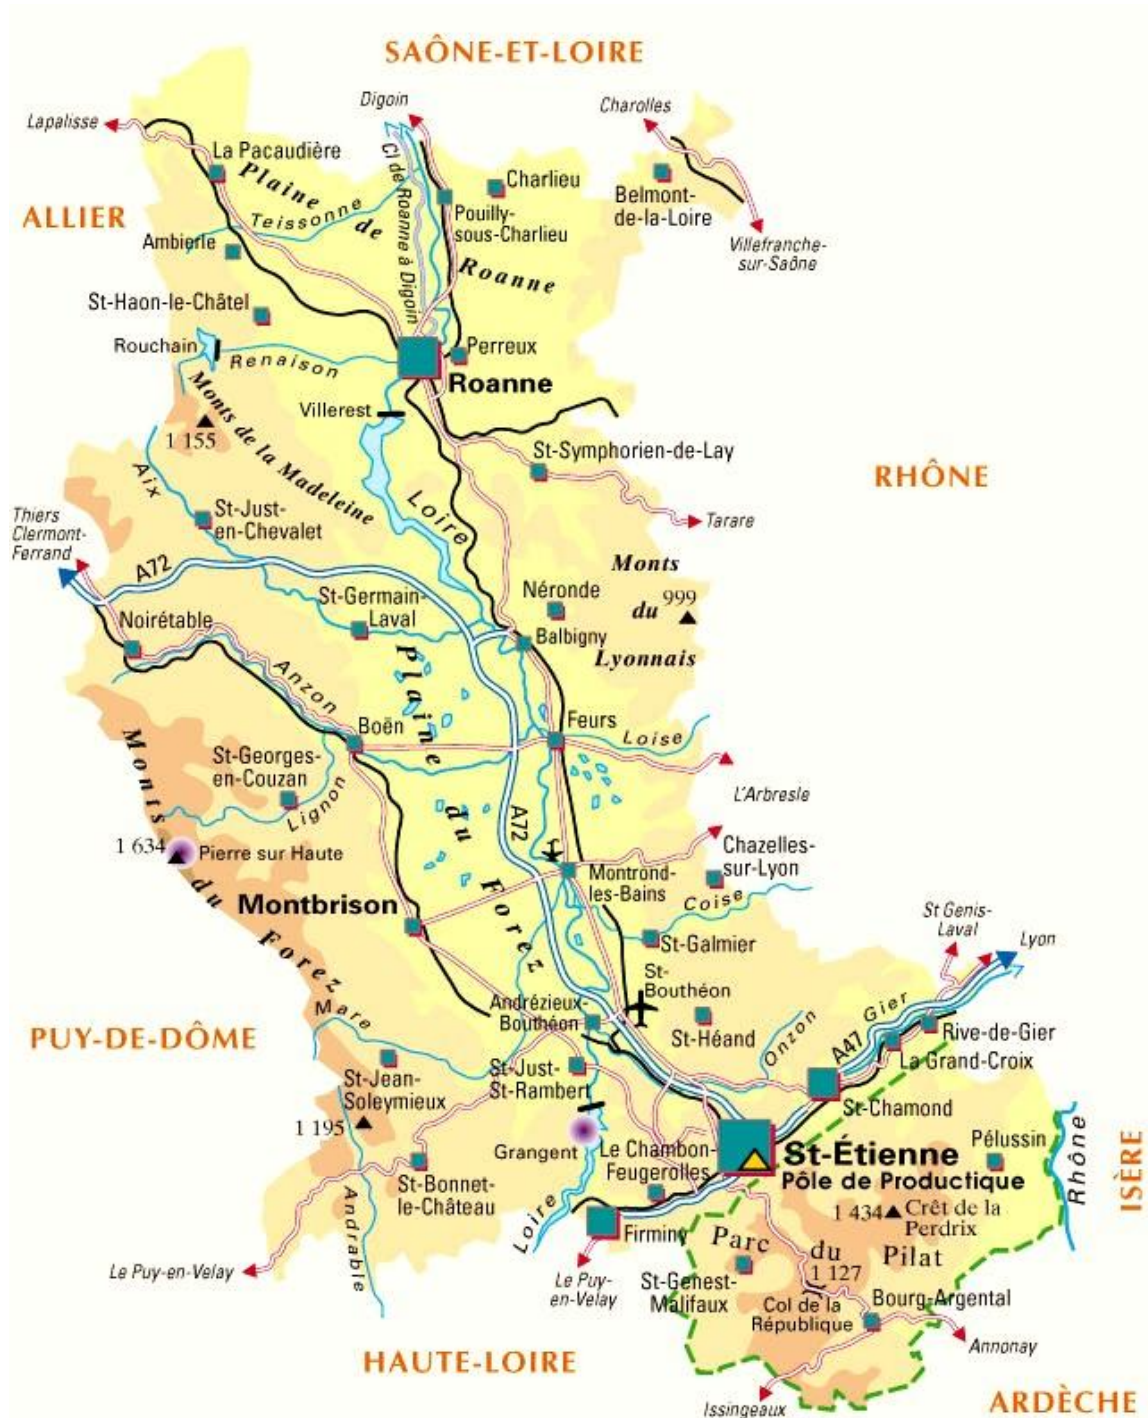 SAÔNE-ET-LOIRE
Digoin
Charolles
Lapalisse
La Pacaudière
Cl de Roanne à Digoin
Charlieu
Belmont-
de-la-Loire
Plaine
de
Roanne
Teissonne
Pouilly-
sous-Charlieu
ALLIER
Ambierle
Villefranche-
sur-Saône
St-Haon-le-Châtel
Rouchain
Renaison
Perreux
Roanne
Monts de la Madeleine
Villerest
1 155
St-Symphorien-de-Lay
RHÔNE
Aix
Loire
Thiers
Clermont-
Ferrand
St-Just-
en-Chevalet
Tarare
A72
Monts
du
Lyonnais
999
Néronde
St-Germain-
Laval
Noirétable
Balbigny
Plaine
du
Forez
Anzon
Boën
Feurs
Loise
St-Georges-
en-Couzan
Lignon
L'Arbresle
A72
Monts
du
Forez
1 634
Pierre sur Haute
Chazelles-
sur-Lyon
Montrond-
les-Bains
Coise
Montbrison
St Genis-
Laval
Lyon
St-Galmier
St-
Bouthéon
Andrézieux-
Bouthéon
St-Héand
Mare
Onzon
Gier
A47
Rive-de-Gier
La Grand-Croix
PUY-DE-DÔME
St-Jean-
Soleymieux
St-Just-
St-Rambert
St-Chamond
1 195
Grangent
Le Chambon-
Feugerolles
St-Étienne
Pôle de Productique
Pélussin
Rhône
ISÈRE
St-Bonnet-
le-Château
Andrable
Loire
Firminy
1 434
Crêt de la
Perdrix
Parc
du
Pilat
1 127
Le Puy-en-Velay
Le Puy-
en-Velay
St-Genest-
Malifaux
Col de la
République
Bourg-Argental
Annonay
HAUTE-LOIRE
Issingeaux
ARDÈCHE